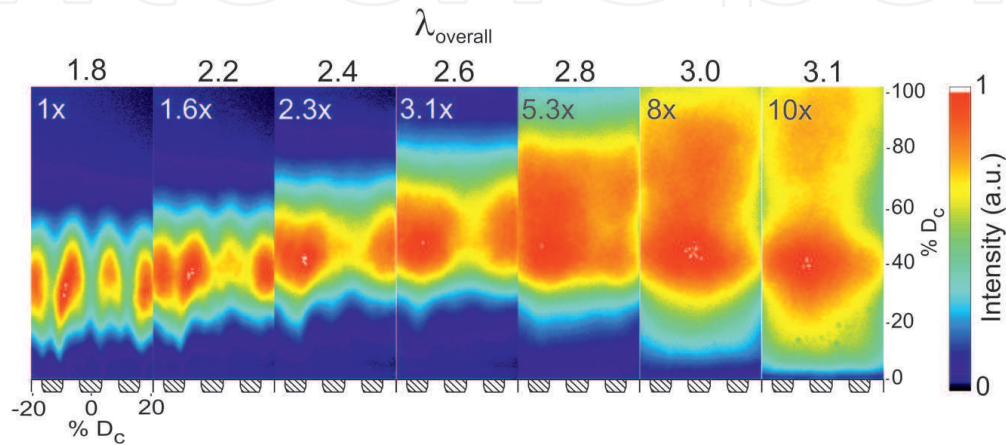 λoverall
1.8 2.2 2.4 2.6 2.8 3.0 3.1
1x 1.6x 2.3x 3.1x 5.3x 8x 10x
100
80
60
40
20
0
% DC
1
0
Intensity (a.u.)
-20 0 20
% DC